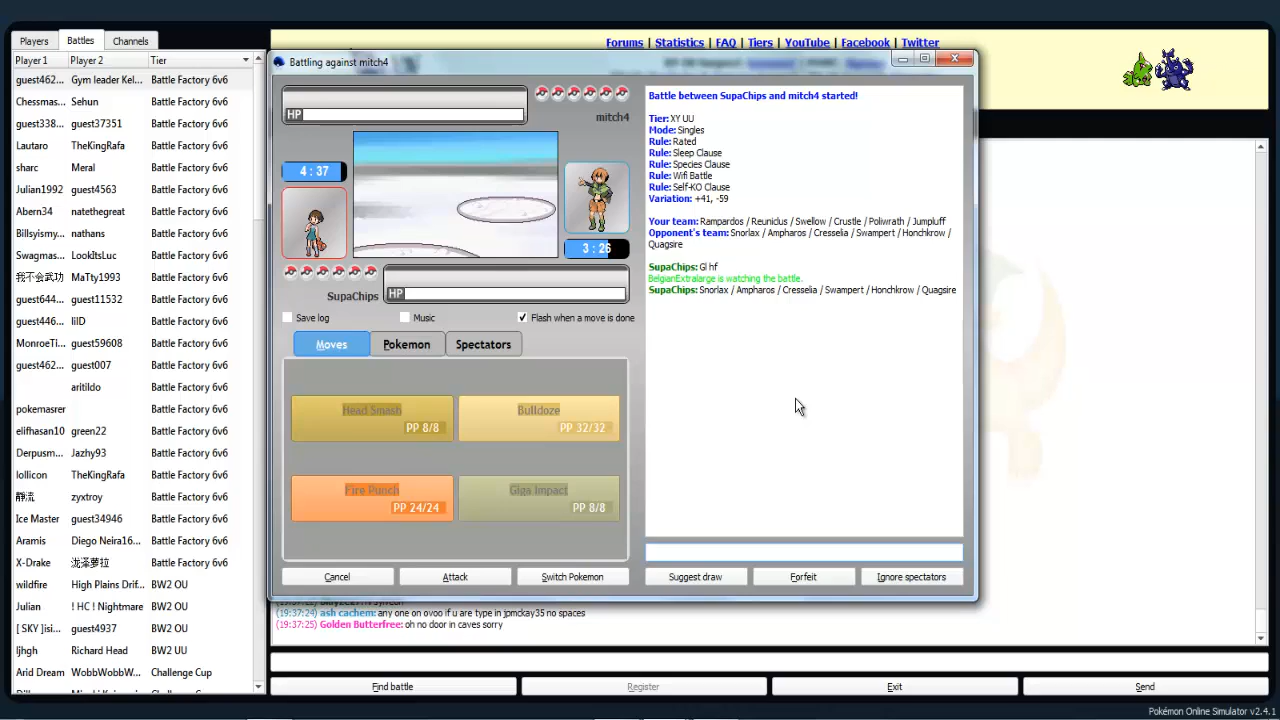 Players Battles Channels
Player 1 Player 2 Tier
guest462... Gym leader Kel... Battle Factory 6v6
Chessmas... Sehun Battle Factory 6v6
guest338... guest37351 Battle Factory 6v6
Lautaro TheKingRafa Battle Factory 6v6
sharc Meral Battle Factory 6v6
Julian1992 guest4563 Battle Factory 6v6
Abern34 natethegreat Battle Factory 6v6
Billsyismy... nathans Battle Factory 6v6
Swagmas... LookItsLuc Battle Factory 6v6
我不会武功 MaTty1993 Battle Factory 6v6
guest644... guest11532 Battle Factory 6v6
guest446... lilD Battle Factory 6v6
MonroeTi... guest59608 Battle Factory 6v6
guest462... guest007 Battle Factory 6v6
aritildo Battle Factory 6v6
pokemasrer Battle Factory 6v6
elifhasan10 green22 Battle Factory 6v6
Derpusm... Jazhy93 Battle Factory 6v6
lollicon TheKingRafa Battle Factory 6v6
靜流 zyxtroy Battle Factory 6v6
Ice Master guest34946 Battle Factory 6v6
Aramis Diego Neira16... Battle Factory 6v6
X-Drake Battle Factory 6v6
wildfire High Plains Drif... BW2 OU
Julian ! HC ! Nightmare BW2 OU
[ SKY ]isi... guest4937 BW2 OU
ljhgh Richard Head BW2 UU
Arid Dream WobbWobbW... Challenge Cup
Forums | Statistics | FAQ | Tiers | YouTube | Facebook | Twitter
Battling against mitch4
HP
mitch4
4 : 37
3 : 26
SupaChips
HP
Save log Music Flash when a move is done
Moves Pokemon Spectators
Head Smash
PP 8/8
Bulldoze
PP 32/32
Fire Punch
PP 24/24
Giga Impact
PP 8/8
Cancel Attack Switch Pokemon
Battle between SupaChips and mitch4 started!
Tier: XY UU
Mode: Singles
Rule: Rated
Rule: Sleep Clause
Rule: Species Clause
Rule: Wifi Battle
Rule: Self-KO Clause
Variation: +41, -59
Your team: Rampardos / Reunidus / Swellow / Crustle / Poliwrath / Jumpluff
Opponent's team: Snorlax / Ampharos / Cresselia / Swampert / Honchkrow /
Quagsire
SupaChips: Gl hf
BelgianExtralarge is watching the battle.
SupaChips: Snorlax / Ampharos / Cresselia / Swampert / Honchkrow / Quagsire
Suggest draw Forfeit Ignore spectators
(19:37:24) ash cachem: any one on ovoo if u are type in jpmckay35 no spaces
(19:37:25) Golden Butterfree: oh no door in caves sorry
Find battle Register Exit Send
Pokémon Online Simulator v2.4.1